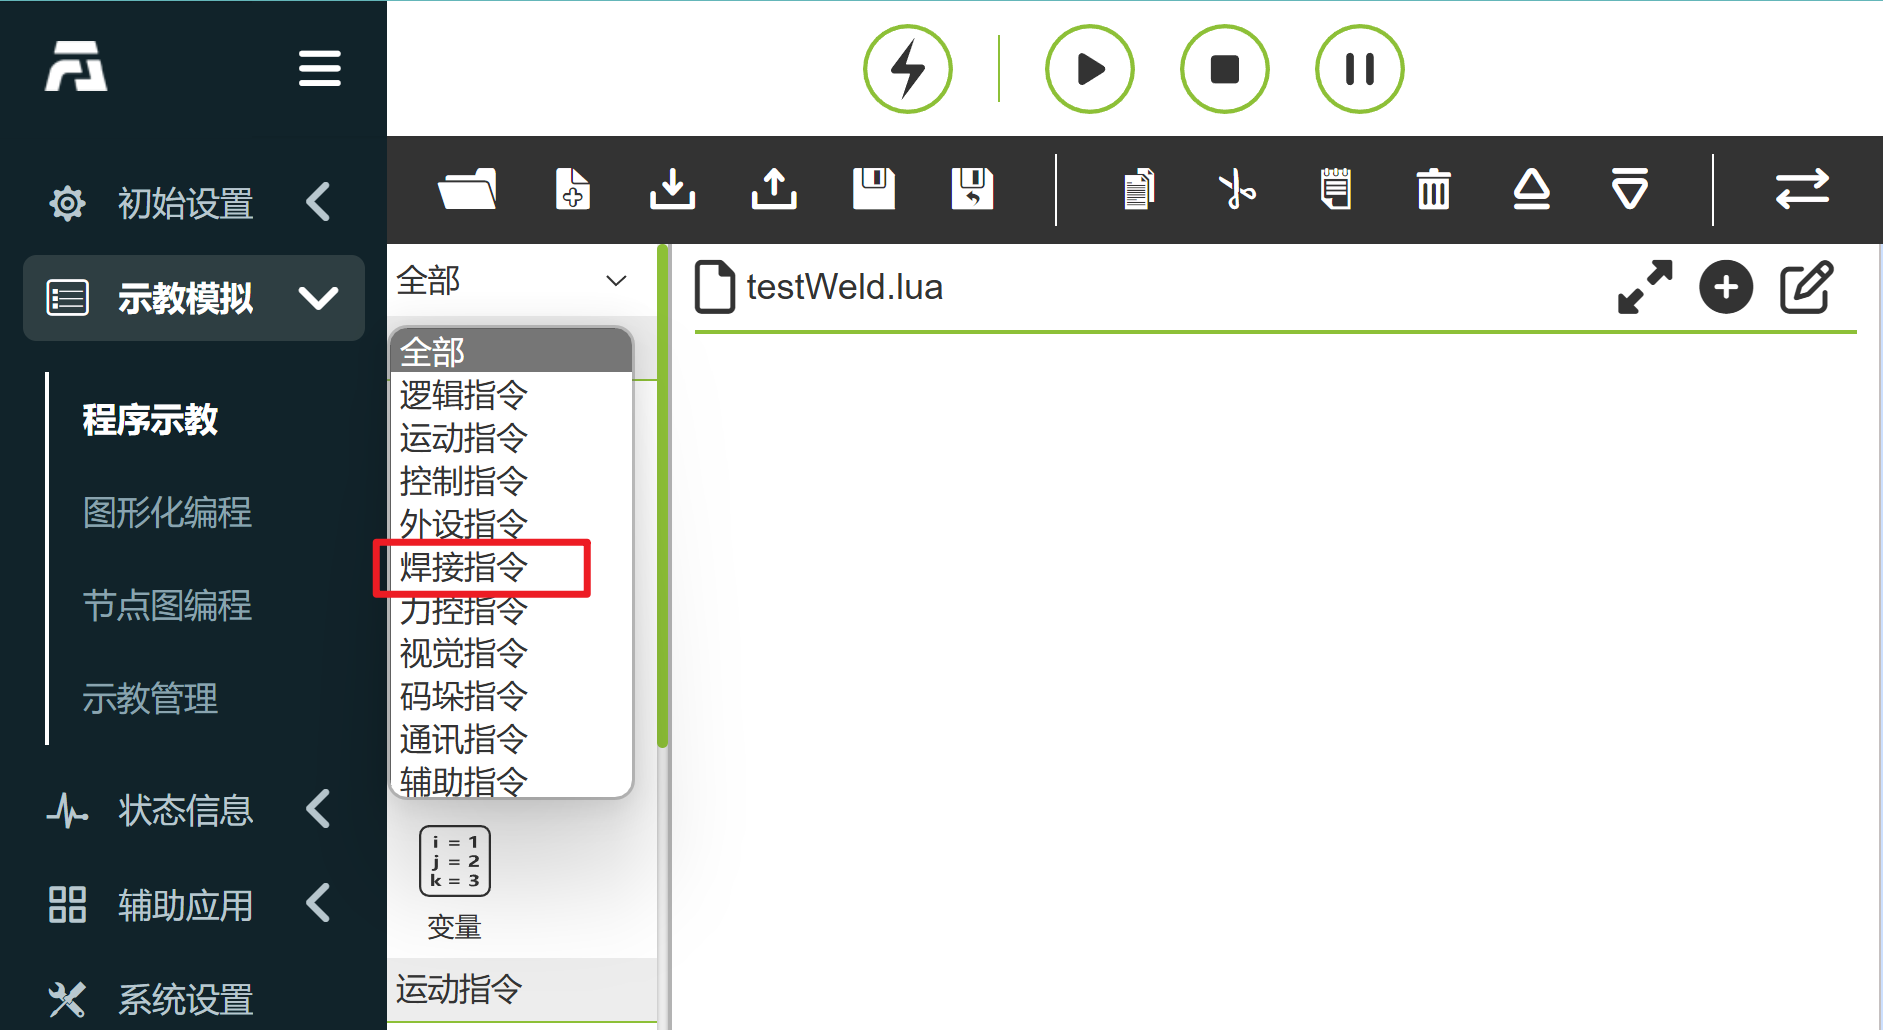 初始设置
示教模拟
程序示教
图形化编程
节点图编程
示教管理
状态信息
辅助应用
系统设置
全部
全部
逻辑指令
运动指令
控制指令
外设指令
焊接指令
力控指令
视觉指令
码垛指令
通讯指令
辅助指令
i = 1
j = 2
k = 3
变量
运动指令
testWeld.lua